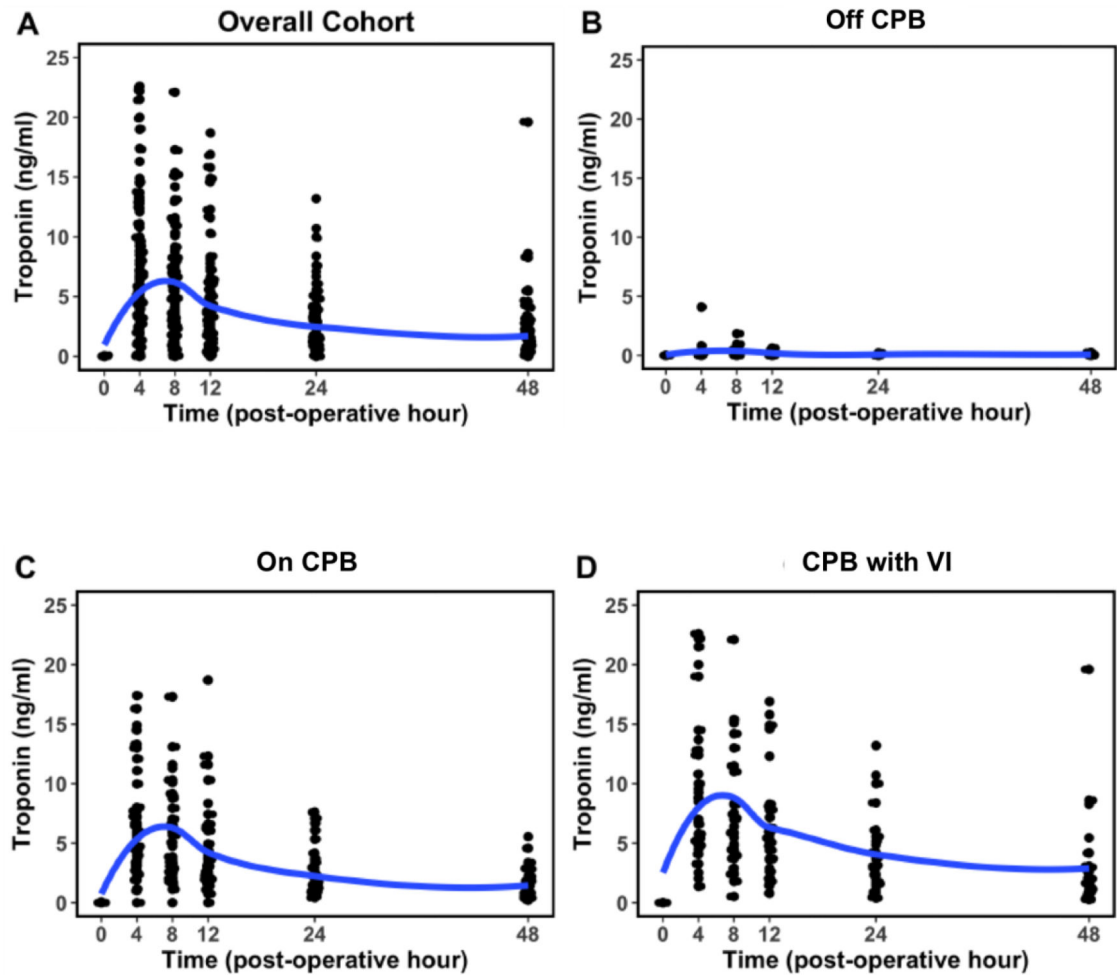 A
Overall Cohort
25
20
15
10
5
0
Troponin (ng/ml)
0 4 8 12 24 48
Time (post-operative hour)
B
Off CPB
25
20
15
10
5
0
Troponin (ng/ml)
0 4 8 12 24 48
Time (post-operative hour)
C
On CPB
25
20
15
10
5
0
Troponin (ng/ml)
0 4 8 12 24 48
Time (post-operative hour)
D
CPB with VI
25
20
15
10
5
0
Troponin (ng/ml)
0 4 8 12 24 48
Time (post-operative hour)